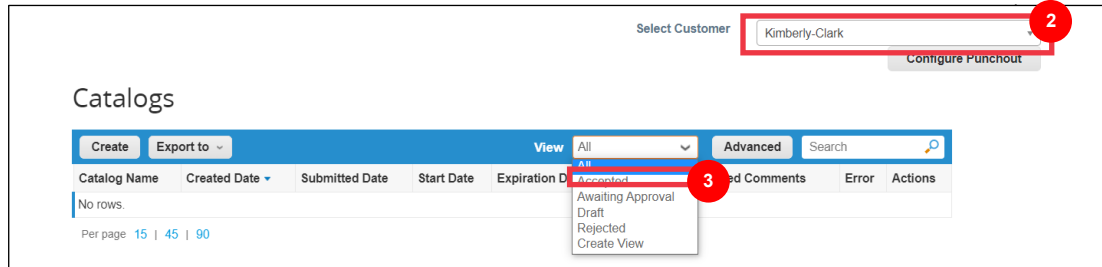 Select Customer Kimberly-Clark 2
Configure Punchout
Catalogs
Create Export to View All Advanced Search
All
Catalog Name Created Date Submitted Date Start Date Expiration D Accepted 3 ed Comments Error Actions
No rows.
Awaiting Approval
Draft
Rejected
Create View
Per page 15 | 45 | 90